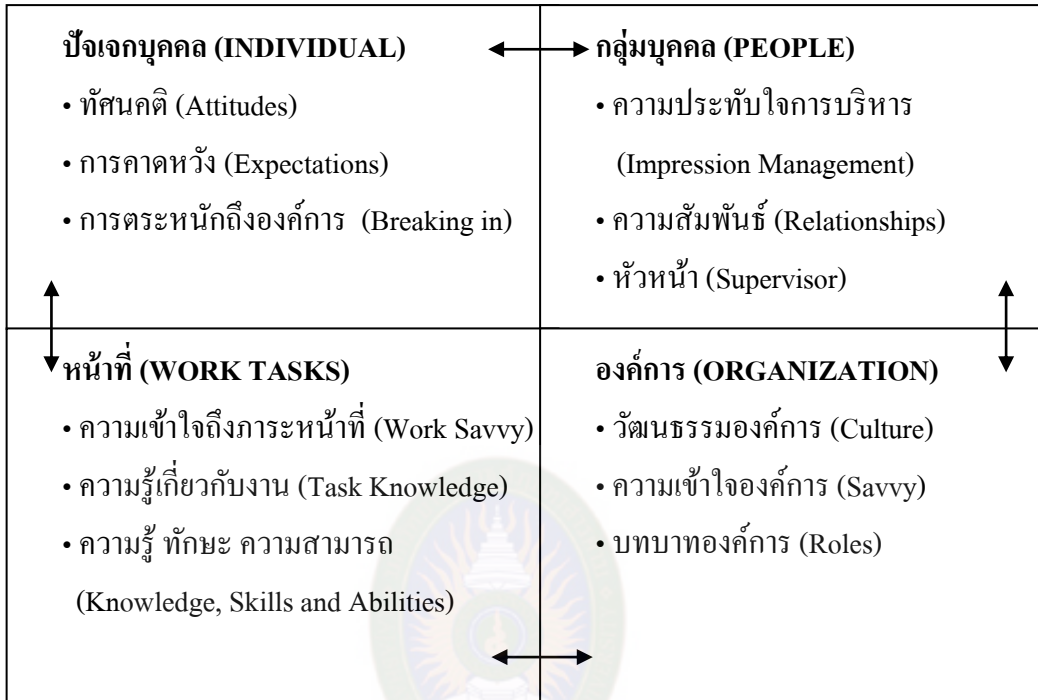 ปัจเจกบุคคล (INDIVIDUAL)
• ทัศนคติ (Attitudes)
• การคาดหวัง (Expectations)
• การตระหนักถึงองค์การ (Breaking in)
กลุ่มบุคคล (PEOPLE)
• ความประทับใจการบริหาร
(Impression Management)
• ความสัมพันธ์ (Relationships)
• หัวหน้า (Supervisor)
หน้าที่ (WORK TASKS)
• ความเข้าใจถึงภาระหน้าที่ (Work Savvy)
• ความรู้เกี่ยวกับงาน (Task Knowledge)
• ความรู้ ทักษะ ความสามารถ
(Knowledge, Skills and Abilities)
องค์การ (ORGANIZATION)
• วัฒนธรรมองค์การ (Culture)
• ความเข้าใจองค์การ (Savvy)
• บทบาทองค์การ (Roles)